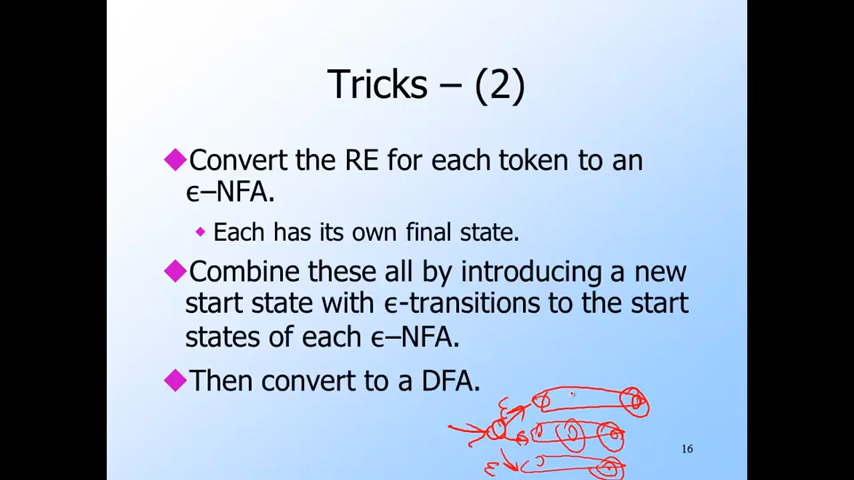 Tricks – (2)
◆Convert the RE for each token to an
ϵ–NFA.
◆ Each has its own final state.
◆Combine these all by introducing a new
start state with ϵ-transitions to the start
states of each ϵ–NFA.
◆Then convert to a DFA.
ε
ε
16